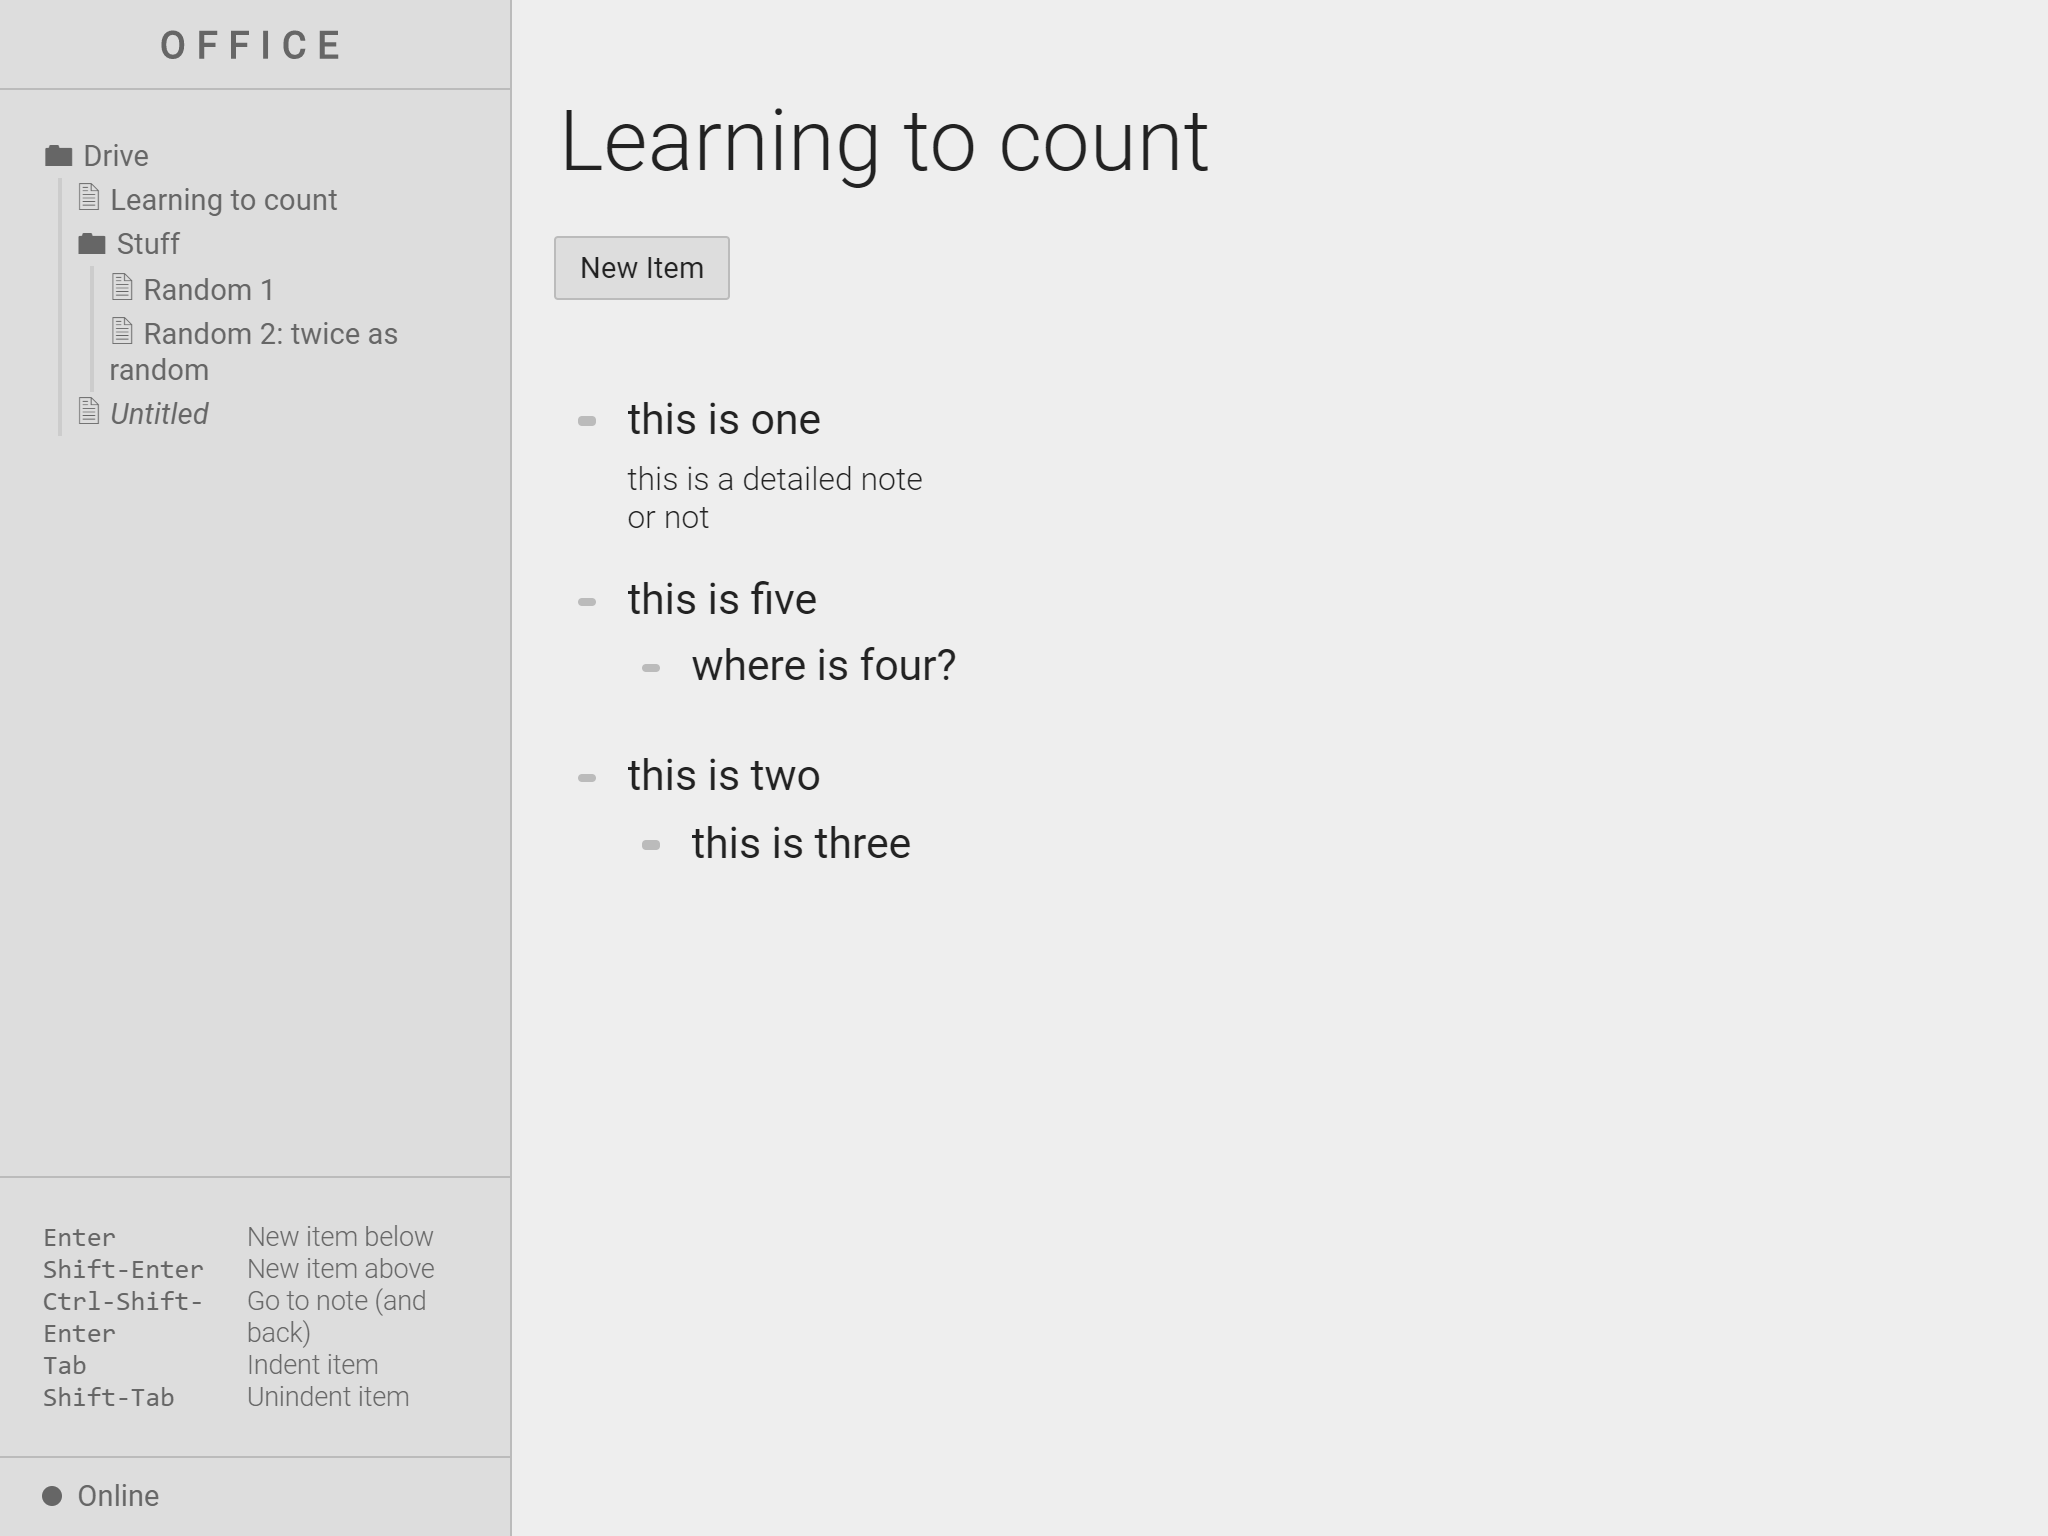 OFFICE
Drive
Learning to count
Stuff
Random 1
Random 2: twice as
random
Untitled
Enter New item below
Shift-Enter New item above
Ctrl-Shift- Go to note (and
Enter back)
Tab Indent item
Shift-Tab Unindent item
Online
Learning to count
New Item
this is one
this is a detailed note
or not
this is five
where is four?
this is two
this is three